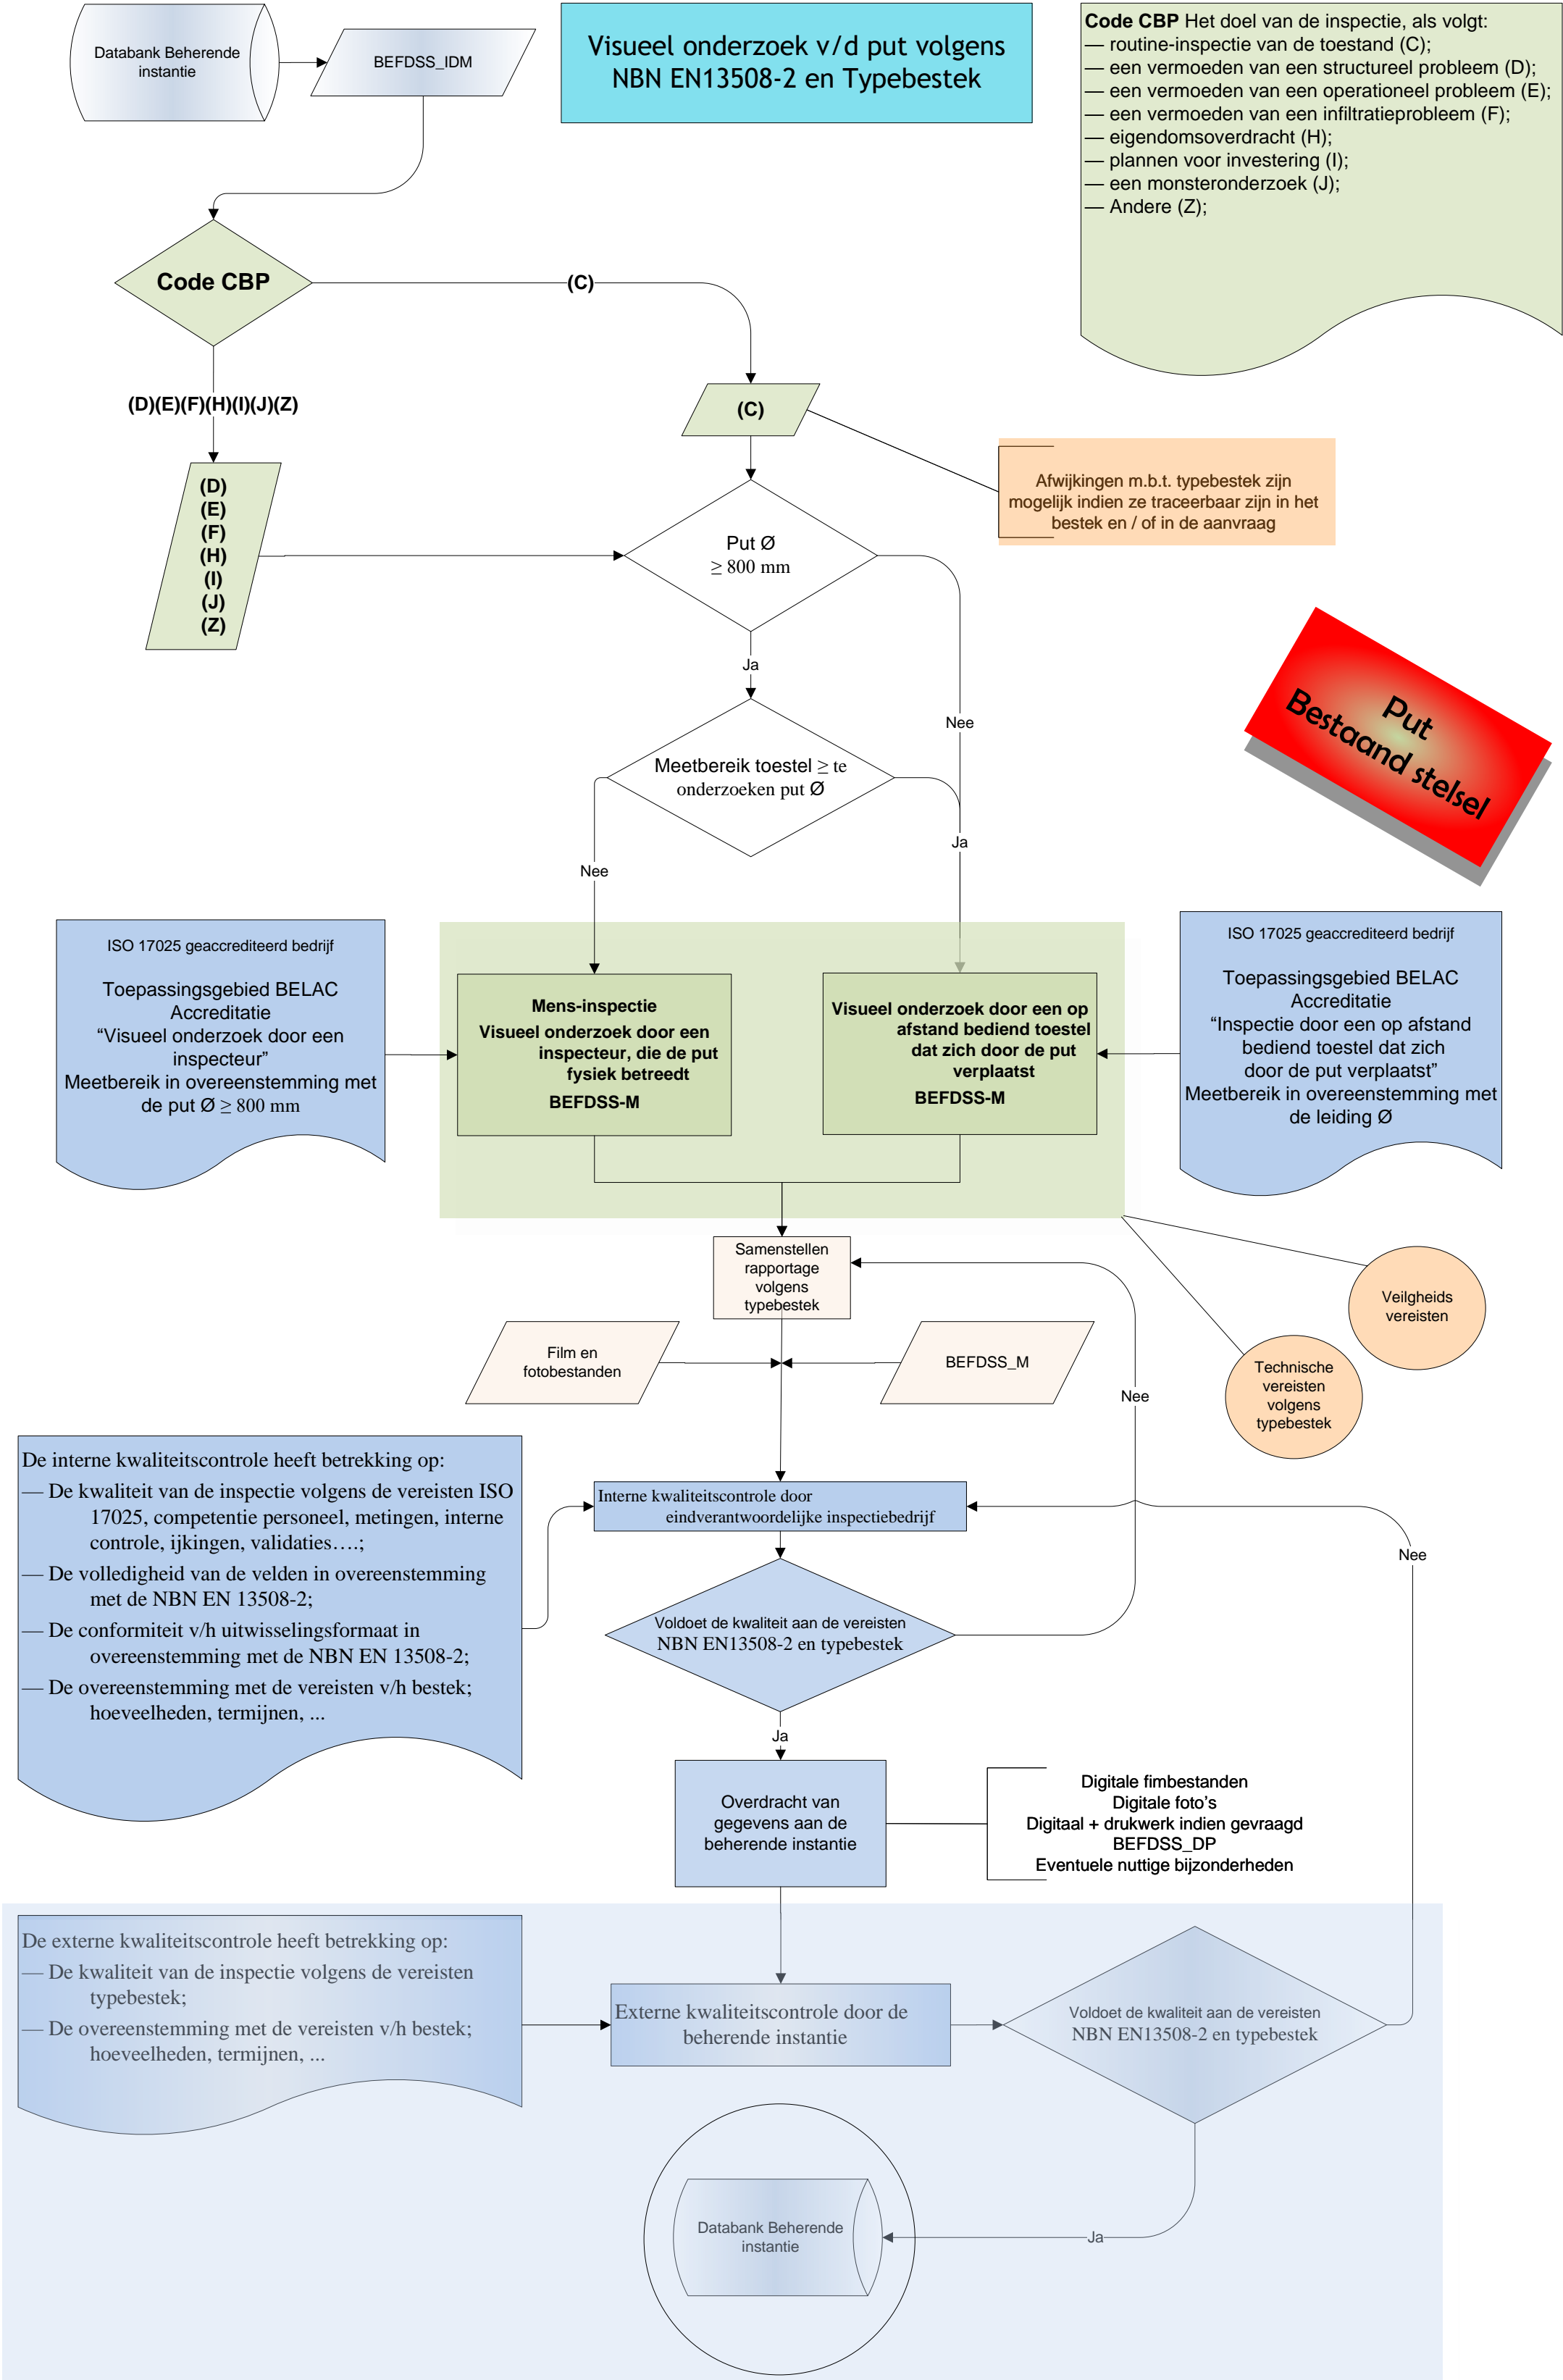 Databank Beherende
instantie
BEFDSS_IDM
Visueel onderzoek v/d put volgens
NBN EN13508-2 en Typebestek
Code CBP Het doel van de inspectie, als volgt:
— routine-inspectie van de toestand (C);
— een vermoeden van een structureel probleem (D);
— een vermoeden van een operationeel probleem (E);
— een vermoeden van een infiltratieprobleem (F);
— eigendomsoverdracht (H);
— plannen voor investering (I);
— een monsteronderzoek (J);
— Andere (Z);
Code CBP
(C)
(D)(E)(F)(H)(I)(J)(Z)
(C)
(D)
(E)
(F)
(H)
(I)
(J)
(Z)
Afwijkingen m.b.t. typebestek zijn
mogelijk indien ze traceerbaar zijn in het
bestek en / of in de aanvraag
Put Ø
≥ 800 mm
Ja
Nee
Put
Bestaand stelsel
Meetbereik toestel ≥ te
onderzoeken put Ø
Ja
Nee
ISO 17025 geaccrediteerd bedrijf
Toepassingsgebied BELAC
Accreditatie
“Visueel onderzoek door een
inspecteur”
Meetbereik in overeenstemming met
de put Ø ≥ 800 mm
Mens-inspectie
Visueel onderzoek door een
inspecteur, die de put
fysiek betreedt
BEFDSS-M
Visueel onderzoek door een op
afstand bediend toestel
dat zich door de put
verplaatst
BEFDSS-M
ISO 17025 geaccrediteerd bedrijf
Toepassingsgebied BELAC
Accreditatie
“Inspectie door een op afstand
bediend toestel dat zich
door de put verplaatst”
Meetbereik in overeenstemming met
de leiding Ø
Samenstellen
rapportage
volgens
typebestek
Veilgheids
vereisten
Film en
fotobestanden
BEFDSS_M
Technische
vereisten
volgens
typebestek
Nee
De interne kwaliteitscontrole heeft betrekking op:
— De kwaliteit van de inspectie volgens de vereisten ISO
17025, competentie personeel, metingen, interne
controle, ijkingen, validaties….;
— De volledigheid van de velden in overeenstemming
met de NBN EN 13508-2;
— De conformiteit v/h uitwisselingsformaat in
overeenstemming met de NBN EN 13508-2;
— De overeenstemming met de vereisten v/h bestek;
hoeveelheden, termijnen, ...
Interne kwaliteitscontrole door
eindverantwoordelijke inspectiebedrijf
Nee
Voldoet de kwaliteit aan de vereisten
NBN EN13508-2 en typebestek
Ja
Overdracht van
gegevens aan de
beherende instantie
Digitale fimbestanden
Digitale foto’s
Digitaal + drukwerk indien gevraagd
BEFDSS_DP
Eventuele nuttige bijzonderheden
De externe kwaliteitscontrole heeft betrekking op:
— De kwaliteit van de inspectie volgens de vereisten
typebestek;
— De overeenstemming met de vereisten v/h bestek;
hoeveelheden, termijnen, ...
Externe kwaliteitscontrole door de
beherende instantie
Voldoet de kwaliteit aan de vereisten
NBN EN13508-2 en typebestek
Databank Beherende
instantie
Ja